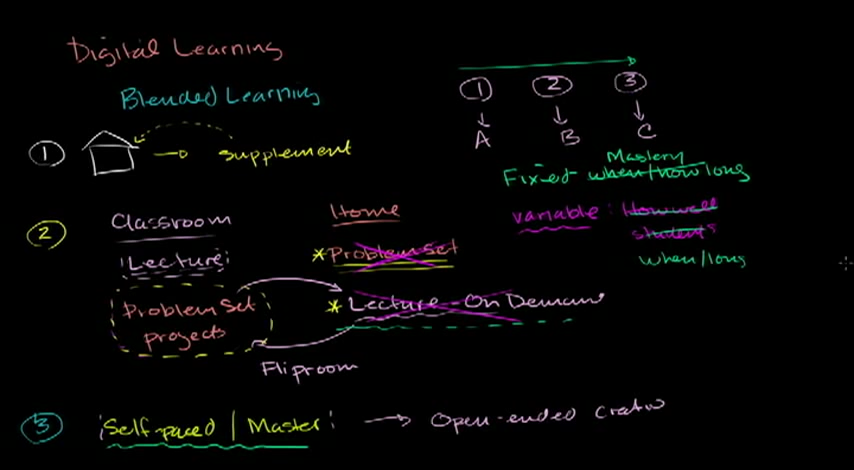 Digital Learning
Blended Learning
1 2 3
A B C
1 supplement
Mastery
Fixed when/how long
2 Classroom Home variable: How well
students
Lecture *Problem Set when/long
Problem Set * Lecture - On Deman
projects
Fliproom
3 Self-paced | Master → Open-ended creativ